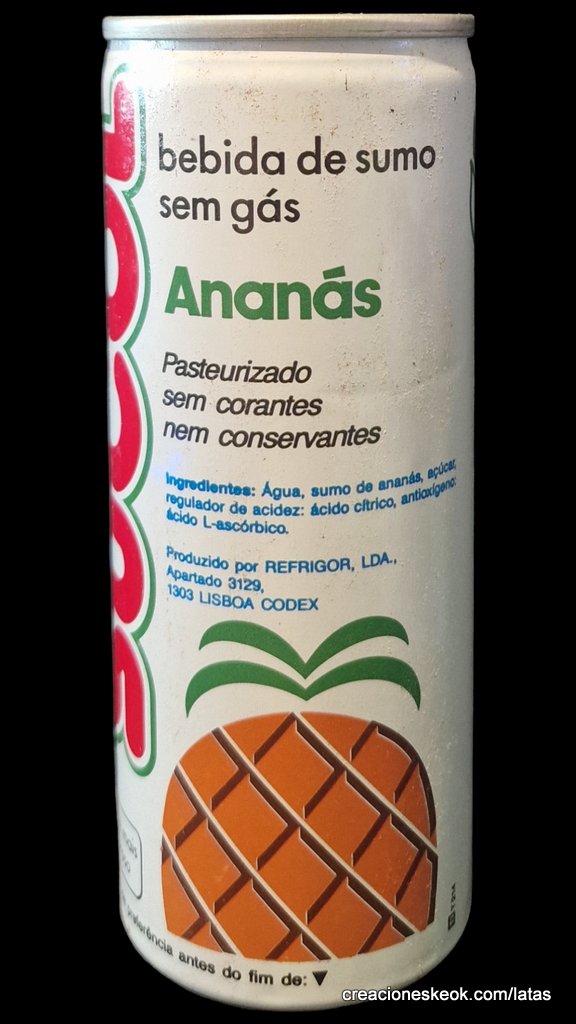 bebida de sumo
sem gás
Ananás
Pasteurizado
sem corantes
nem conservantes
Ingredientes: Água, sumo de ananás, açúcar,
regulador de acidez: ácido cítrico, antioxigeno:
ácido L-ascórbico.
Produzido por REFRIGOR, LDA.,
Apartado 3129,
1303 LISBOA CODEX
preferência antes do fim de: ▼
creacioneskeok.com/latas